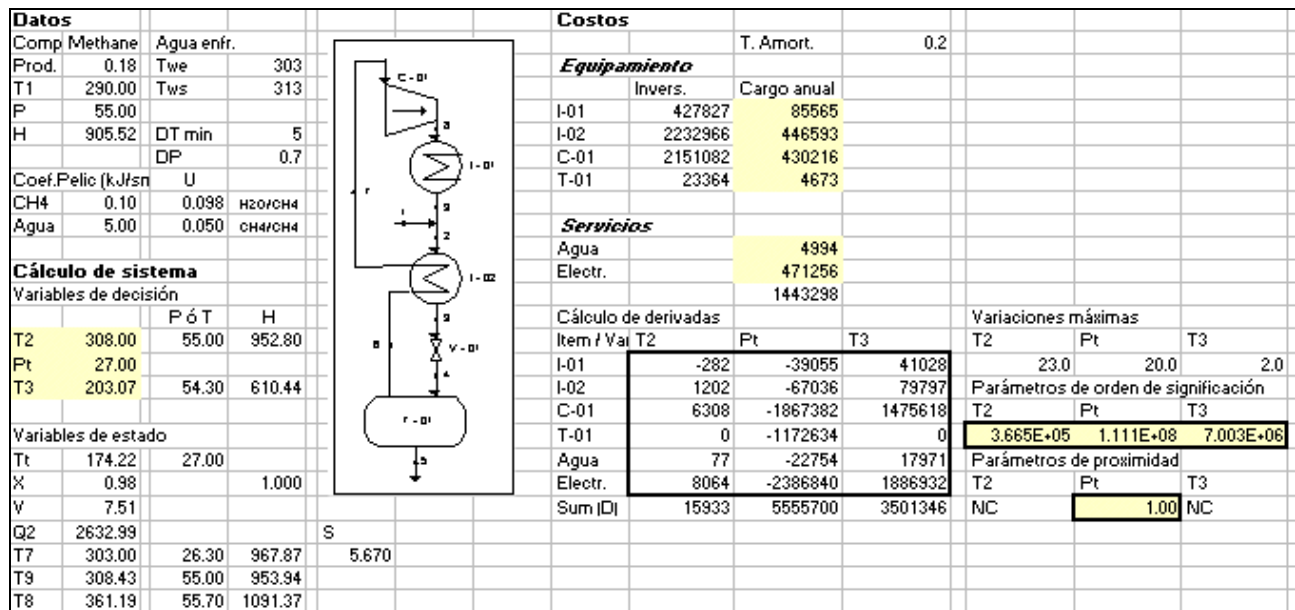 Datos Costos
Comp Methane Agua enfr. T. Amort. 0.2
Prod. 0.18 Twe 303 Equipamiento
T1 290.00 Tws 313 Invers. Cargo anual
P 55.00 I-01 427827 85565
H 905.52 DT min 5 I-02 2232966 446593
DP 0.7 C-01 2151082 430216
Coef.Pelic (kJ/sn U T-01 23364 4673
CH4 0.10 0.098 H2O/CH4
Agua 5.00 0.050 CH4/CH4 Servicios
Agua 4994
Cálculo de sistema Electr. 471256
Variables de decisión 1443298
P ó T H Cálculo de derivadas Variaciones máximas
T2 308.00 55.00 952.80 Item / Var T2 Pt T3 T2 Pt T3
Pt 27.00 I-01 -282 -39055 41028 23.0 20.0 2.0
T3 203.07 54.30 610.44 I-02 1202 -67036 79797 Parámetros de orden de significación
C-01 6308 -1867382 1475618 T2 Pt T3
Variables de estado T-01 0 -1172634 0 3.665E+05 1.111E+08 7.003E+06
Tt 174.22 27.00 Agua 77 -22754 17971 Parámetros de proximidad
X 0.98 1.000 Electr. 8064 -2386840 1886932 T2 Pt T3
V 7.51 Sum |D| 15933 5555700 3501346 NC 1.00 NC
Q2 2632.99 S
T7 303.00 26.30 967.87 5.670
T9 308.43 55.00 953.94
T8 361.19 55.70 1091.37
C-01
8
I-01
7
9
1
2
I-02
3
6
V-01
4
T-01
5